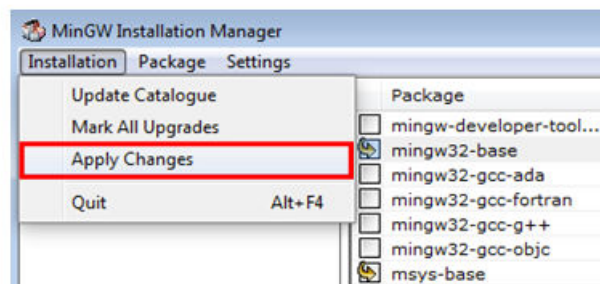 MinGW Installation Manager
Installation Package Settings
Update Catalogue
Mark All Upgrades
Apply Changes
Quit Alt+F4
Package
mingw-developer-tool...
mingw32-base
mingw32-gcc-ada
mingw32-gcc-fortran
mingw32-gcc-g++
mingw32-gcc-objc
msys-base